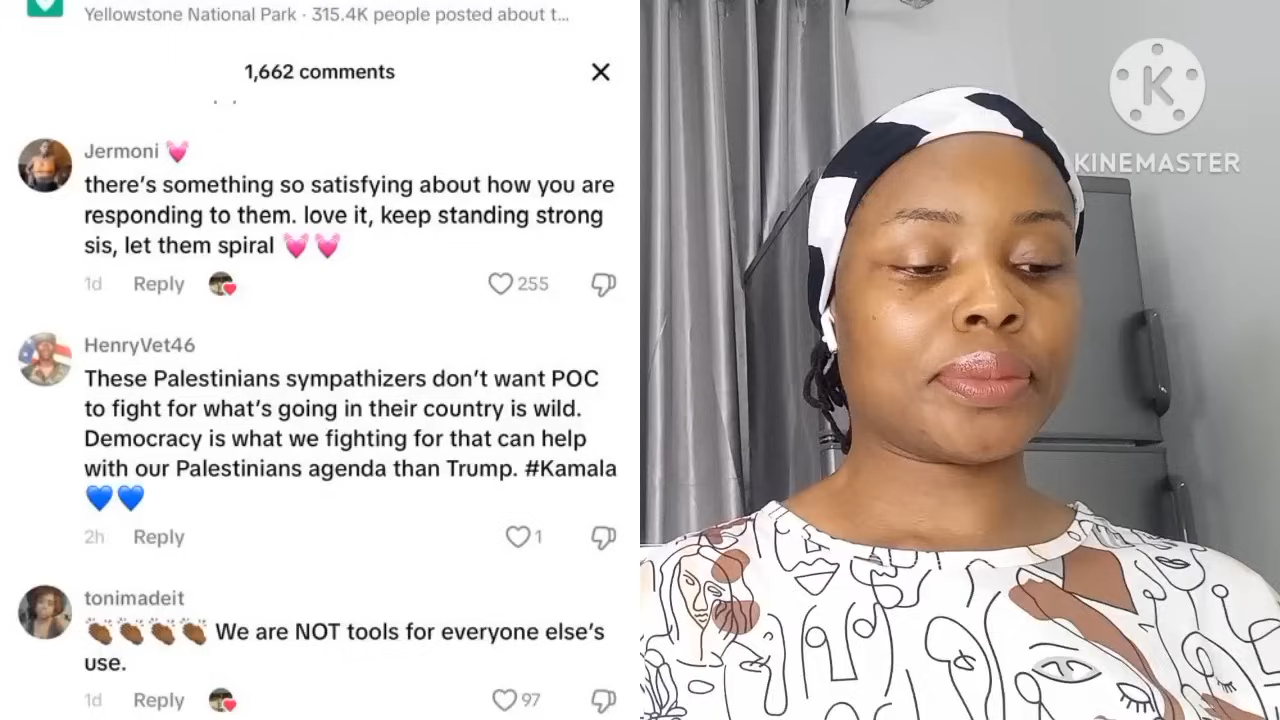 Yellowstone National Park · 315.4K people posted about t...
1,662 comments
Jermoni 💓
there's something so satisfying about how you are
responding to them. love it, keep standing strong
sis, let them spiral 💓💓
1d Reply 255
HenryVet46
These Palestinians sympathizers don't want POC
to fight for what's going in their country is wild.
Democracy is what we fighting for that can help
with our Palestinians agenda than Trump. #Kamala
💙💙
2h Reply 1
tonimadeit
👏🏾👏🏾👏🏾👏🏾 We are NOT tools for everyone else's
use.
1d Reply 97
K
KINEMASTER